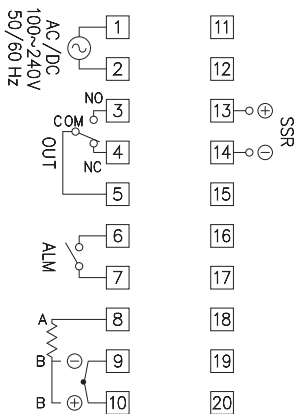 AC/DC
100~240V
50/60 Hz
1
2
NO
3
COM
4
NC
OUT
5
6
ALM
7
A
8
B ⊖
9
B ⊕
10
11
12
13
⊕
SSR
14
⊖
15
16
17
18
19
20